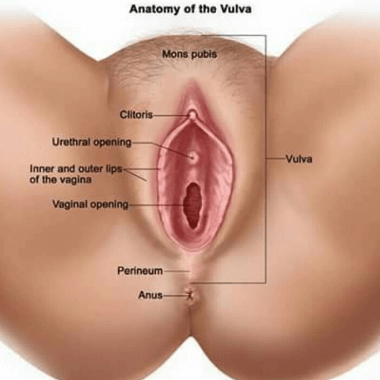 Anatomy of the Vulva
Mons pubis
Clitoris
Urethral opening
Inner and outer lips
of the vagina
Vulva
Vaginal opening
Perineum
Anus